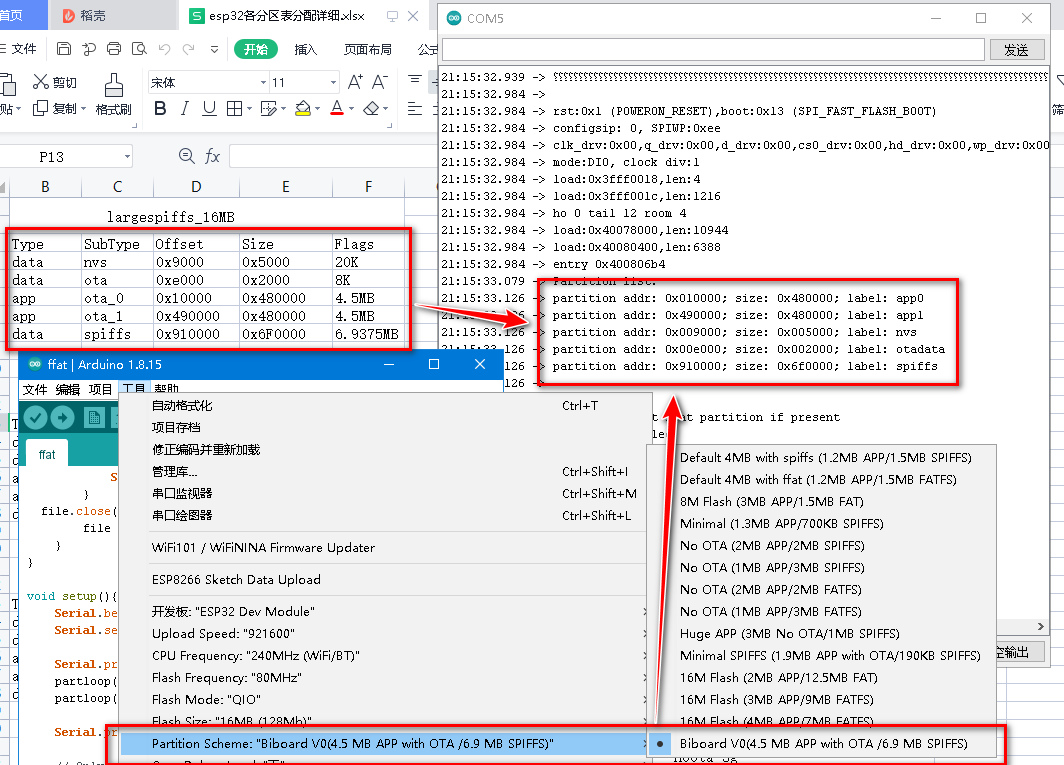 首页
稻壳
esp32各分区表分配详细.xlsx
文件
开始
插入
页面布局
公式
剪切
复制
格式刷
宋体
11
P13
fx
B C D E F
largespiffs_16MB
Type SubType Offset Size Flags
data nvs 0x9000 0x5000 20K
data ota 0xe000 0x2000 8K
app ota_0 0x10000 0x480000 4.5MB
app ota_1 0x490000 0x480000 4.5MB
data spiffs 0x910000 0x6F0000 6.9375MB
COM5
发送
21:15:32.939 ->
21:15:32.984 ->
21:15:32.984 -> rst:0x1 (POWERON_RESET),boot:0x13 (SPI_FAST_FLASH_BOOT)
21:15:32.984 -> configsip: 0, SPIWP:0xee
21:15:32.984 -> clk_drv:0x00,q_drv:0x00,d_drv:0x00,cs0_drv:0x00,hd_drv:0x00,wp_drv:0x00
21:15:32.984 -> mode:DIO, clock div:1
21:15:32.984 -> load:0x3fff0018,len:4
21:15:32.984 -> load:0x3fff001c,len:1216
21:15:32.984 -> ho 0 tail 12 room 4
21:15:32.984 -> load:0x40078000,len:10944
21:15:32.984 -> load:0x40080400,len:6388
21:15:32.984 -> entry 0x400806b4
21:15:33.079 -> Partition list:
21:15:33.126 -> partition addr: 0x010000; size: 0x480000; label: app0
21:15:33.126 -> partition addr: 0x490000; size: 0x480000; label: app1
21:15:33.126 -> partition addr: 0x009000; size: 0x005000; label: nvs
126 -> partition addr: 0x00e000; size: 0x002000; label: otadata
126 -> partition addr: 0x910000; size: 0x6f0000; label: spiffs
126 ->
at partition if present
空输出
ffat | Arduino 1.8.15
文件 编辑 项目 工具 帮助
ffat
S
}
file.close(
file
}
}
void setup(){
Serial.be
Serial.se
Serial.pr
partloop(
partloop(
Serial.pr
自动格式化 Ctrl+T
项目存档
修正编码并重新加载
管理库... Ctrl+Shift+I
串口监视器 Ctrl+Shift+M
串口绘图器 Ctrl+Shift+L
WiFi101 / WiFiNINA Firmware Updater
ESP8266 Sketch Data Upload
开发板: "ESP32 Dev Module"
Upload Speed: "921600"
CPU Frequency: "240MHz (WiFi/BT)"
Flash Frequency: "80MHz"
Flash Mode: "QIO"
Flash Size: "16MB (128Mb)"
Partition Scheme: "Biboard V0(4.5 MB APP with OTA /6.9 MB SPIFFS)"
Default 4MB with spiffs (1.2MB APP/1.5MB SPIFFS)
Default 4MB with ffat (1.2MB APP/1.5MB FATFS)
8M Flash (3MB APP/1.5MB FAT)
Minimal (1.3MB APP/700KB SPIFFS)
No OTA (2MB APP/2MB SPIFFS)
No OTA (1MB APP/3MB SPIFFS)
No OTA (2MB APP/2MB FATFS)
No OTA (1MB APP/3MB FATFS)
Huge APP (3MB No OTA/1MB SPIFFS)
Minimal SPIFFS (1.9MB APP with OTA/190KB SPIFFS)
16M Flash (2MB APP/12.5MB FAT)
16M Flash (3MB APP/9MB FATFS)
16M Flash (4MB APP/7MB FATFS)
Biboard V0(4.5 MB APP with OTA /6.9 MB SPIFFS)